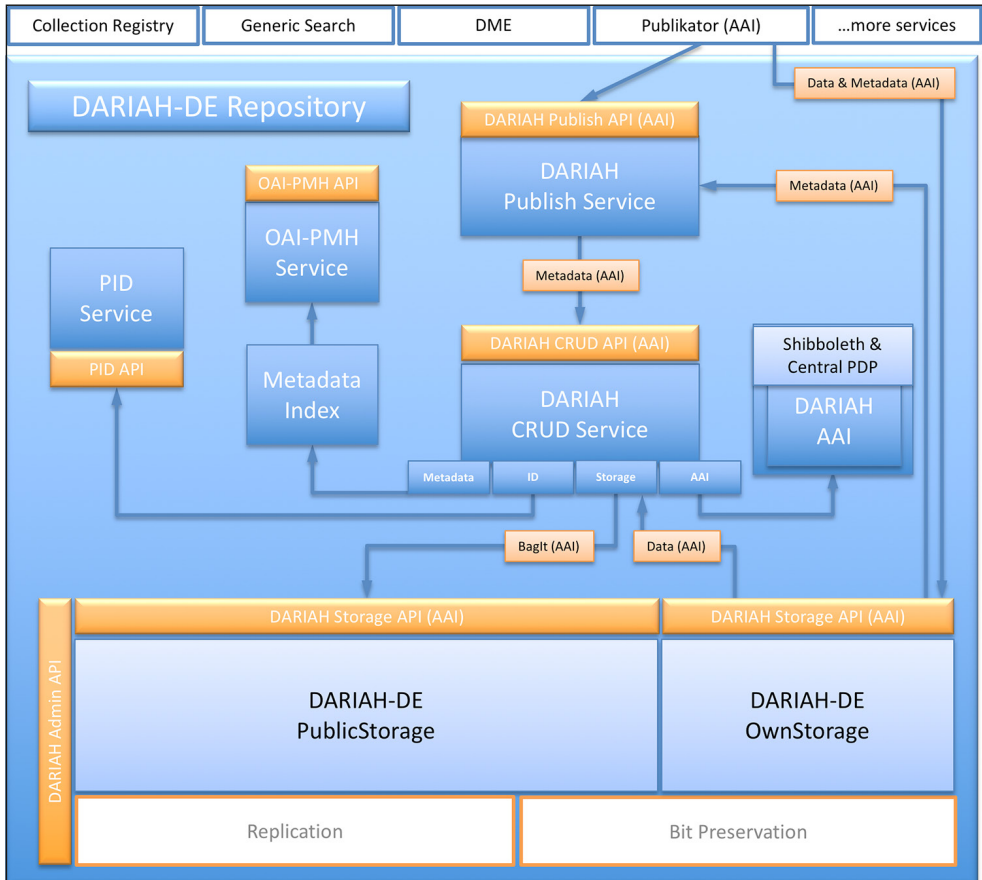 Collection Registry
Generic Search
DME
Publikator (AAI)
...more services
Data & Metadata (AAI)
DARIAH-DE Repository
DARIAH Publish API (AAI)
DARIAH
Publish Service
Metadata (AAI)
OAI-PMH API
OAI-PMH
Service
PID
Service
PID API
Metadata (AAI)
DARIAH CRUD API (AAI)
DARIAH
CRUD Service
Metadata
Index
Shibboleth &
Central PDP
DARIAH
AAI
Metadata
ID
Storage
AAI
BagIt (AAI)
Data (AAI)
DARIAH Admin API
DARIAH Storage API (AAI)
DARIAH Storage API (AAI)
DARIAH-DE
PublicStorage
DARIAH-DE
OwnStorage
Replication
Bit Preservation